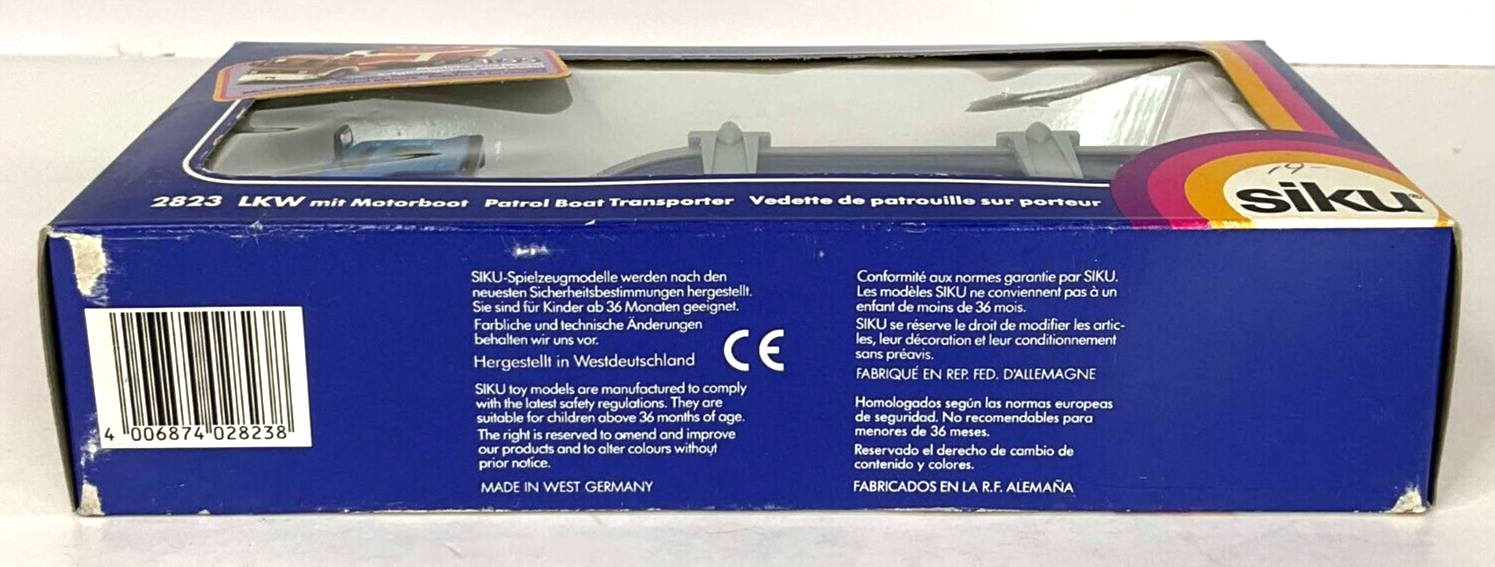 1:55
2823 LKW mit Motorboot Patrol Boat Transporter Vedette de patrouille sur porteur
19-
siku
SIKU-Spielzeugmodelle werden nach den
neuesten Sicherheitsbestimmungen hergestellt.
Sie sind für Kinder ab 36 Monaten geeignet.
Farbliche und technische Änderungen
behalten wir uns vor.
Hergestellt in Westdeutschland
CE
SIKU toy models are manufactured to comply
with the latest safety regulations. They are
suitable for children above 36 months of age.
The right is reserved to amend and improve
our products and to alter colours without
prior notice.
MADE IN WEST GERMANY
Conformité aux normes garantie par SIKU.
Les modèles SIKU ne conviennent pas à un
enfant de moins de 36 mois.
SIKU se réserve le droit de modifier les artic-
les, leur décoration et leur conditionnement
sans préavis.
FABRIQUÉ EN REP. FED. D'ALLEMAGNE
Homologados según las normas europeas
de seguridad. No recomendables para
menores de 36 meses.
Reservado el derecho de cambio de
contenido y colores.
FABRICADOS EN LA R.F. ALEMAÑA
4 006874 028238